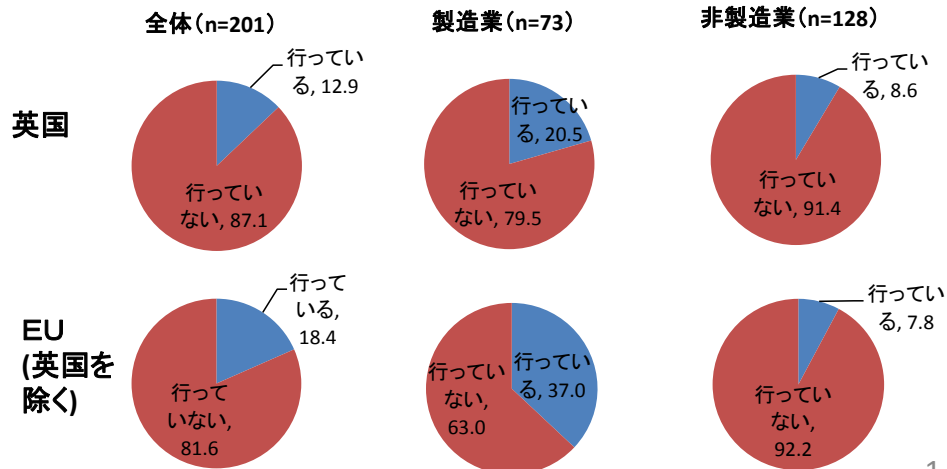 全体（n=201）
製造業（n=73）
非製造業（n=128）
英国
行ってい
る, 12.9
行ってい
ない, 87.1
行ってい
る, 20.5
行ってい
ない, 79.5
行ってい
る, 8.6
行ってい
ない, 91.4
ＥＵ
(英国を
除く)
行って
いる,
18.4
行って
いない,
81.6
行ってい
る, 37.0
行ってい
ない,
63.0
行ってい
る, 7.8
行ってい
ない,
92.2